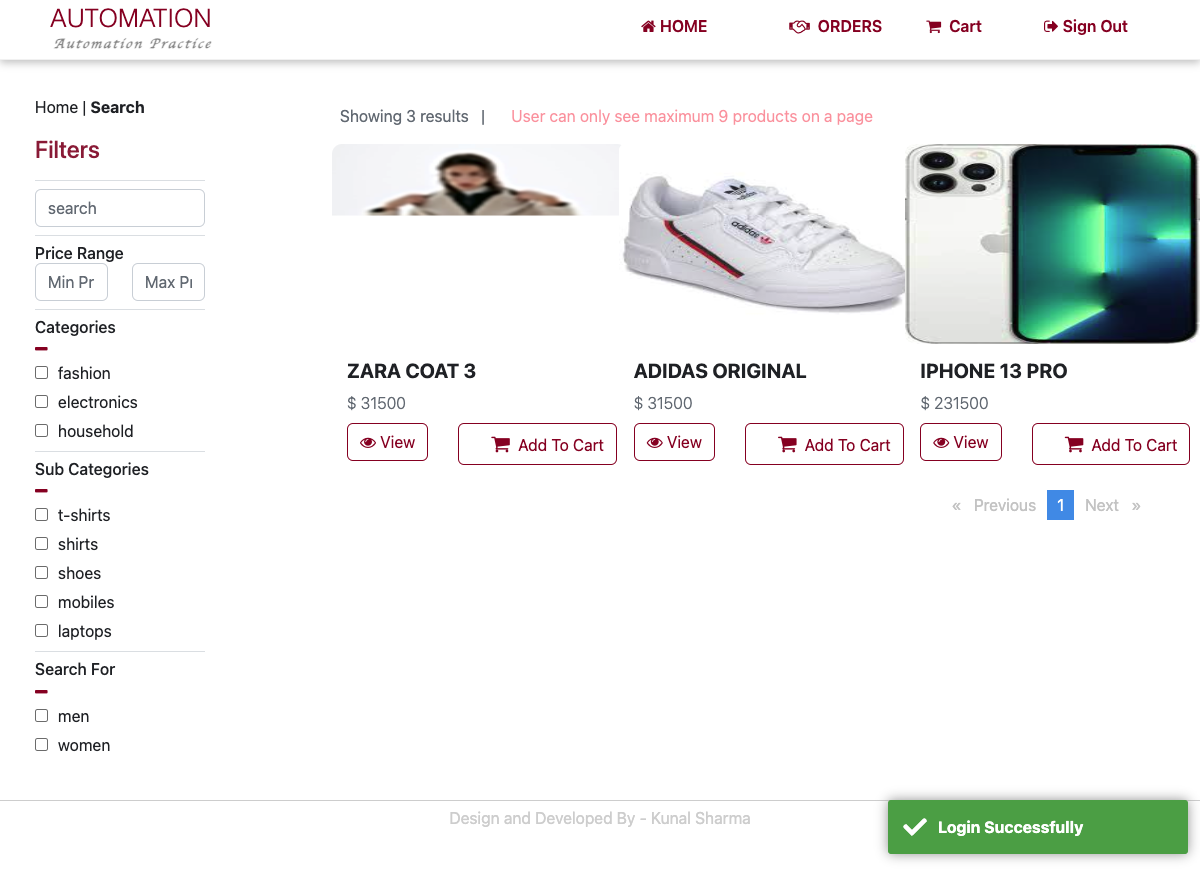 AUTOMATION
Automation Practice
HOME
ORDERS
Cart
Sign Out
Home | Search
Filters
search
Price Range
Min Pr
Max Pr
Categories
fashion
electronics
household
Sub Categories
t-shirts
shirts
shoes
mobiles
laptops
Search For
men
women
Showing 3 results |
User can only see maximum 9 products on a page
adidas
ZARA COAT 3
$ 31500
View
Add To Cart
ADIDAS ORIGINAL
$ 31500
View
Add To Cart
IPHONE 13 PRO
$ 231500
View
Add To Cart
« Previous 1 Next »
Design and Developed By - Kunal Sharma
Login Successfully